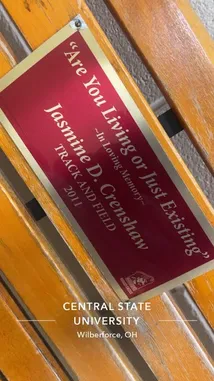 “Are You Living or Just Existing”
~In Loving Memory~
Jasmine D. Crenshaw
TRACK AND FIELD
2011
CENTRAL STATE
UNIVERSITY
Wilberforce, OH